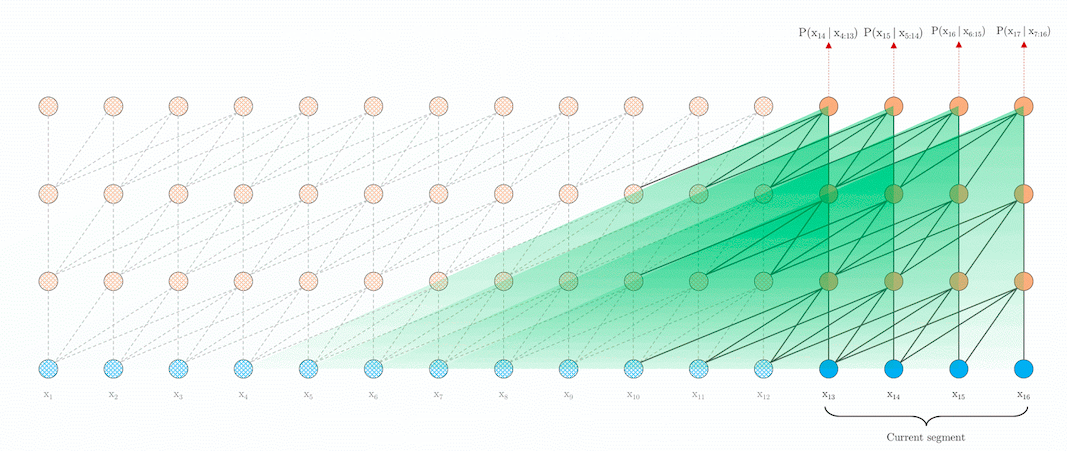 P(x₁₄ | x₄:₁₃) P(x₁₅ | x₅:₁₄) P(x₁₆ | x₆:₁₅) P(x₁₇ | x₇:₁₆)
x₁ x₂ x₃ x₄ x₅ x₆ x₇ x₈ x₉ x₁₀ x₁₁ x₁₂ x₁₃ x₁₄ x₁₅ x₁₆
Current segment